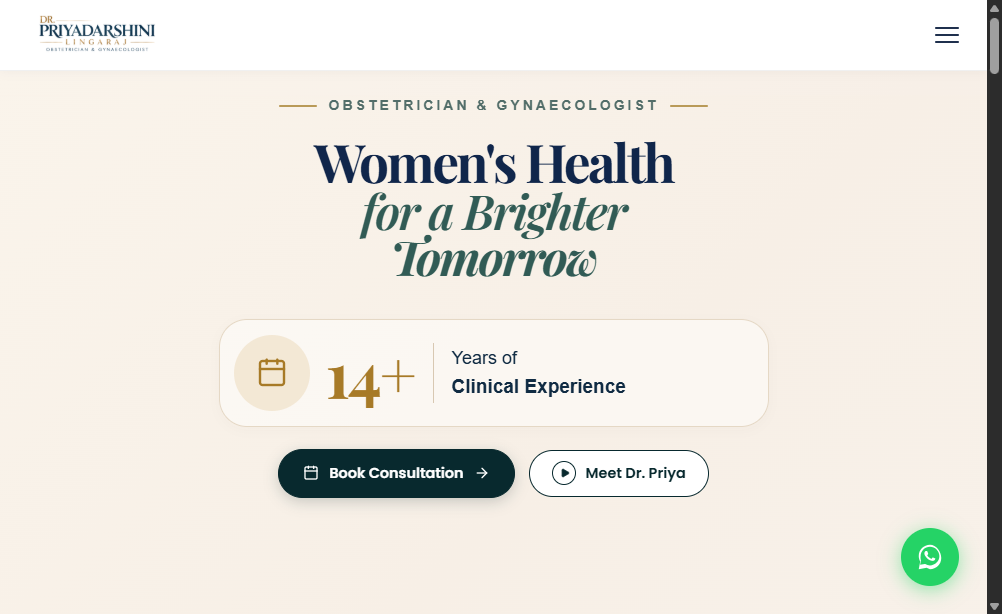 DR.
PRIYADARSHINI
LINGARAJ
OBSTETRICIAN & GYNAECOLOGIST
OBSTETRICIAN & GYNAECOLOGIST
Women's Health
for a Brighter
Tomorrow
14+
Years of
Clinical Experience
Book Consultation
Meet Dr. Priya